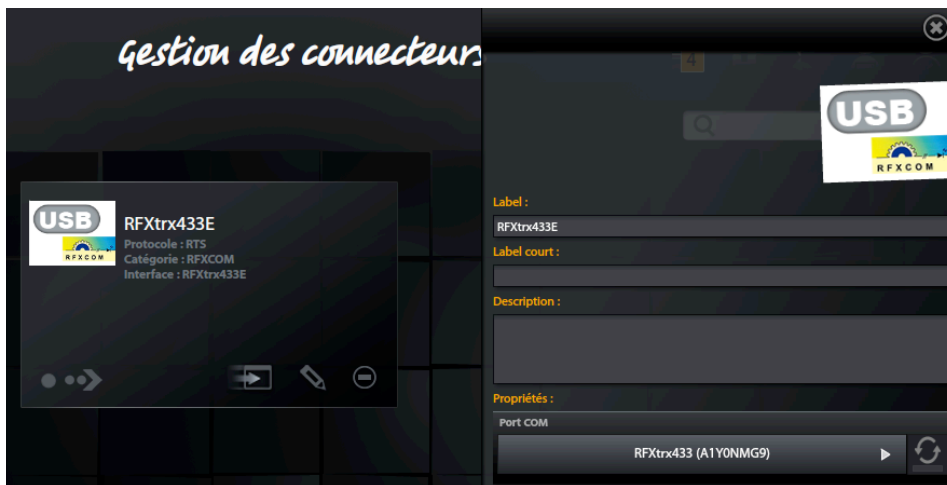 Gestion des connecteurs
4
USB
RFXCOM
RFXtrx433E
Protocole : RTS
Catégorie : RFXCOM
Interface : RFXtrx433E
USB
RFXCOM
Label :
RFXtrx433E
Label court :
Description :
Propriétés :
Port COM
RFXtrx433 (A1Y0NMG9)